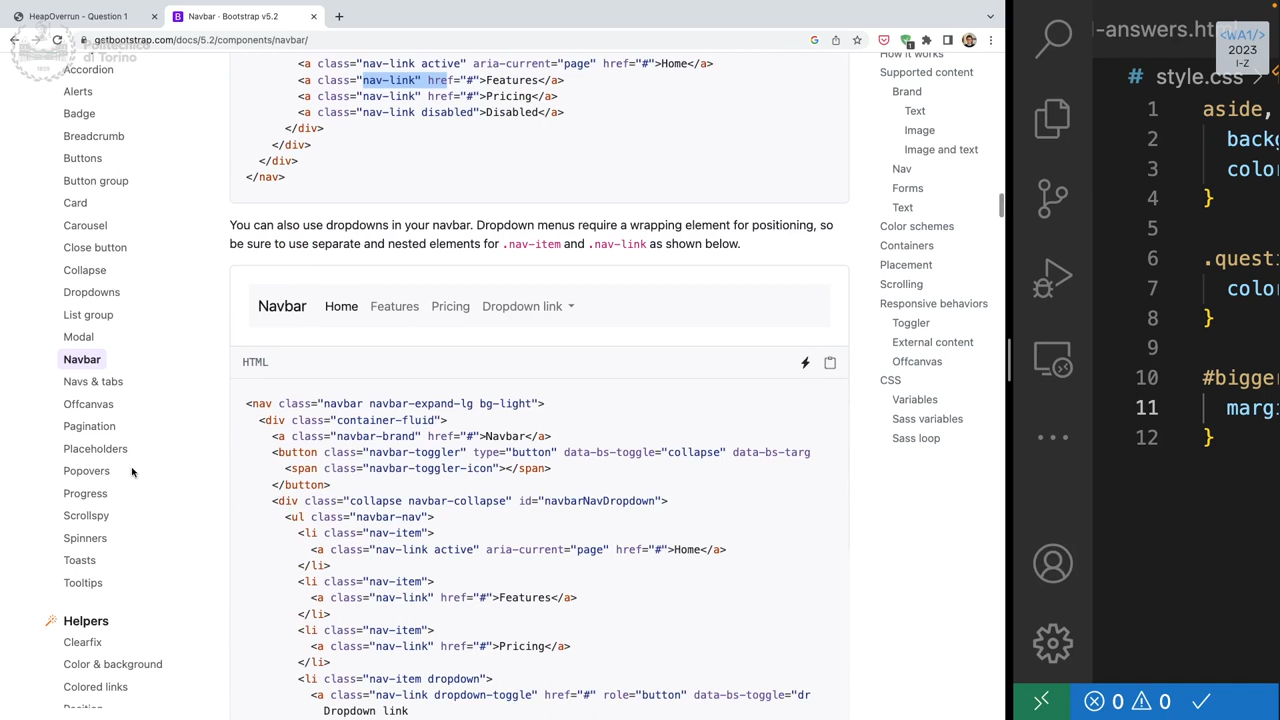 HeapOverrun - Question 1
Navbar · Bootstrap v5.2
getbootstrap.com/docs/5.2/components/navbar/
Politecnico
di Torino
1859
Accordion
Alerts
Badge
Breadcrumb
Buttons
Button group
Card
Carousel
Close button
Collapse
Dropdowns
List group
Modal
Navbar
Navs & tabs
Offcanvas
Pagination
Placeholders
Popovers
Progress
Scrollspy
Spinners
Toasts
Tooltips
Helpers
Clearfix
Color & background
Colored links
Position
<a class="nav-link active" aria-current="page" href="#">Home</a>
<a class="nav-link" href="#">Features</a>
<a class="nav-link" href="#">Pricing</a>
<a class="nav-link disabled">Disabled</a>
</div>
</div>
</div>
</nav>
You can also use dropdowns in your navbar. Dropdown menus require a wrapping element for positioning, so
be sure to use separate and nested elements for .nav-item and .nav-link as shown below.
Navbar Home Features Pricing Dropdown link
HTML
<nav class="navbar navbar-expand-lg bg-light">
<div class="container-fluid">
<a class="navbar-brand" href="#">Navbar</a>
<button class="navbar-toggler" type="button" data-bs-toggle="collapse" data-bs-targ
<span class="navbar-toggler-icon"></span>
</button>
<div class="collapse navbar-collapse" id="navbarNavDropdown">
<ul class="navbar-nav">
<li class="nav-item">
<a class="nav-link active" aria-current="page" href="#">Home</a>
</li>
<li class="nav-item">
<a class="nav-link" href="#">Features</a>
</li>
<li class="nav-item">
<a class="nav-link" href="#">Pricing</a>
</li>
<li class="nav-item dropdown">
<a class="nav-link dropdown-toggle" href="#" role="button" data-bs-toggle="dr
Dropdown link
How it works
Supported content
Brand
Text
Image
Image and text
Nav
Forms
Text
Color schemes
Containers
Placement
Scrolling
Responsive behaviors
Toggler
External content
Offcanvas
CSS
Variables
Sass variables
Sass loop
-answers.html
<WA1/>
2023
I-Z
# style.css >
1 aside,
2 backg
3 color
4 }
5
6 .questi
7 color
8 }
9
10 #bigger
11 margi
12 }
0 0